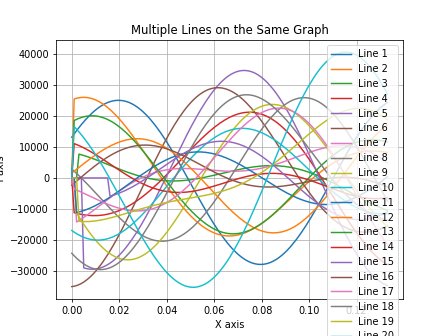 Multiple Lines on the Same Graph
40000
30000
20000
10000
0
-10000
-20000
-30000
0.00 0.02 0.04 0.06 0.08 0.10
X axis
Line 1
Line 2
Line 3
Line 4
Line 5
Line 6
Line 7
Line 8
Line 9
Line 10
Line 11
Line 12
Line 13
Line 14
Line 15
Line 16
Line 17
Line 18
Line 19